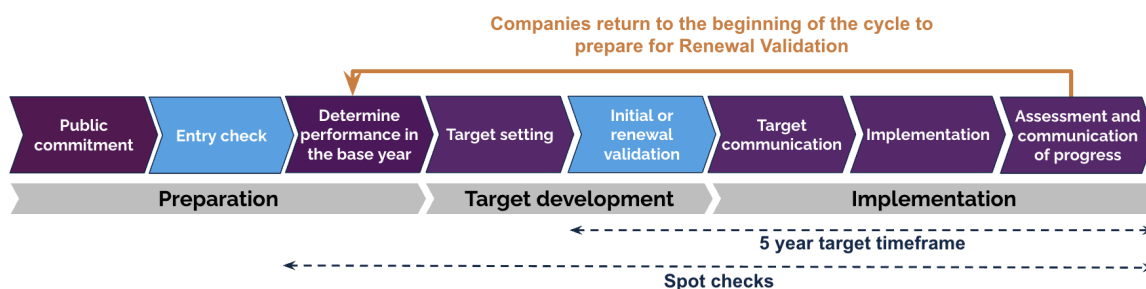 Companies return to the beginning of the cycle to
prepare for Renewal Validation
Public
commitment
Entry check
Determine
performance in
the base year
Target setting
Initial or
renewal
validation
Target
communication
Implementation
Assessment and
communication
of progress
Preparation
Target development
Implementation
5 year target timeframe
Spot checks